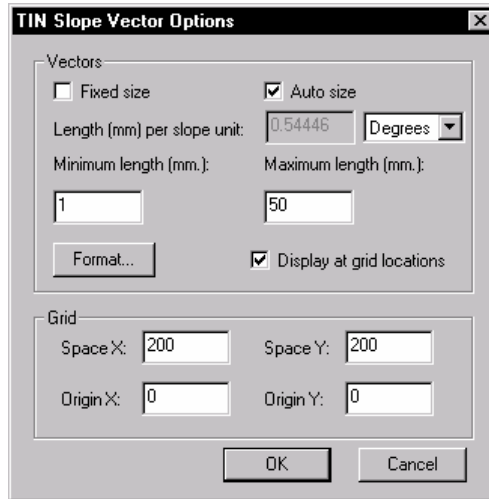 TIN Slope Vector Options
Vectors
Fixed size Auto size
Length (mm) per slope unit: 0.54446 Degrees
Minimum length (mm.): Maximum length (mm.):
1 50
Format... Display at grid locations
Grid
Space X: 200 Space Y: 200
Origin X: 0 Origin Y: 0
OK Cancel